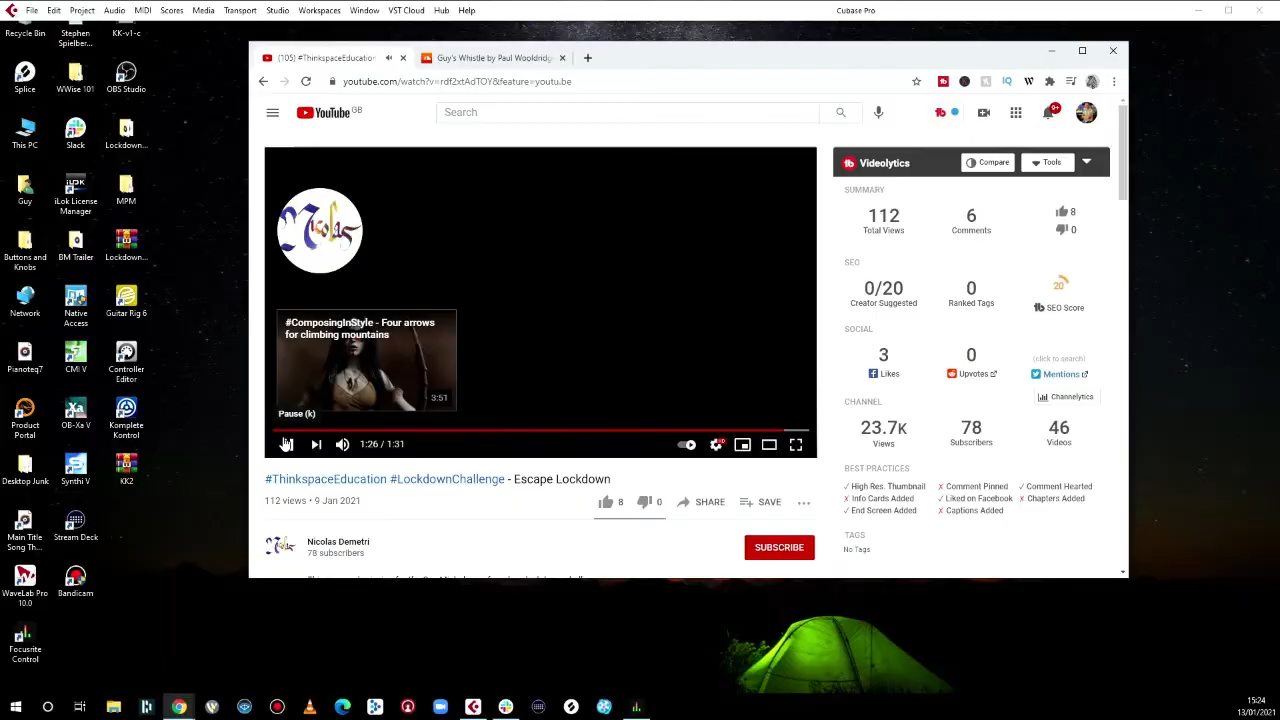 File Edit Project Audio MIDI Scores Media Transport Studio Workspaces Window VST Cloud Hub Help
Cubase Pro
Recycle Bin
Stephen Spielber...
KK-v1-c
Splice
WWise 101
OBS Studio
This PC
Slack
Lockdown...
Guy
iLok License Manager
MPM
Buttons and Knobs
BM Trailer
Lockdow...
Network
Native Access
Guitar Rig 6
Pianoteq7
CMI V
Controller Editor
Product Portal
OB-Xa V
Komplete Kontrol
Desktop Junk
Synthi V
KK2
Main Title Song Th...
Stream Deck
WaveLab Pro 10.0
Bandicam
Focusrite Control
(105) #ThinkspaceEducation
Guy's Whistle by Paul Wooldridge
youtube.com/watch?v=rdf2xtAdTOY&feature=youtu.be
YouTube GB
Search
9+
Nicolas
#ComposingInStyle - Four arrows
for climbing mountains
3:51
Pause (k)
1:26 / 1:31
#ThinkspaceEducation #LockdownChallenge - Escape Lockdown
112 views • 9 Jan 2021
8 0 SHARE SAVE
Nicolas Demetri
78 subscribers
SUBSCRIBE
Videolytics
Compare
Tools
SUMMARY
112 6 8
Total Views Comments 0
SEO
0/20 0 20
Creator Suggested Ranked Tags SEO Score
SOCIAL
3 0 (click to search)
Likes Upvotes Mentions
Channelytics
CHANNEL
23.7K 78 46
Views Subscribers Videos
BEST PRACTICES
✓ High Res. Thumbnail ✗ Comment Pinned ✓ Comment Hearted
✗ Info Cards Added ✓ Liked on Facebook ✗ Chapters Added
✓ End Screen Added ✗ Captions Added
TAGS
No Tags
15:24
13/01/2021